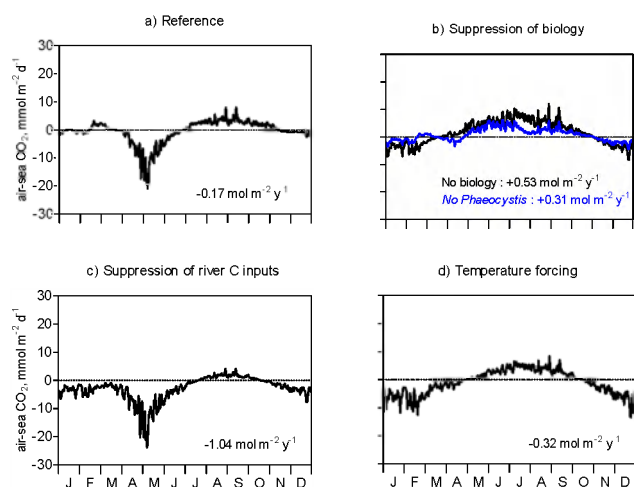 a) Reference
b) Suppression of biology
air-sea CO2, mmol m-2 d-1
30
20
10
0
-10
-20
-30
-0.17 mol m-2 y-1
No biology : +0.53 mol m-2 y-1
No Phaeocystis : +0.31 mol m-2 y-1
c) Suppression of river C inputs
d) Temperature forcing
air-sea CO2, mmol m-2 d-1
30
20
10
0
-10
-20
-30
-1.04 mol m-2 y-1
-0.32 mol m-2 y-1
J F M A M J J A S O N D
J F M A M J J A S O N D